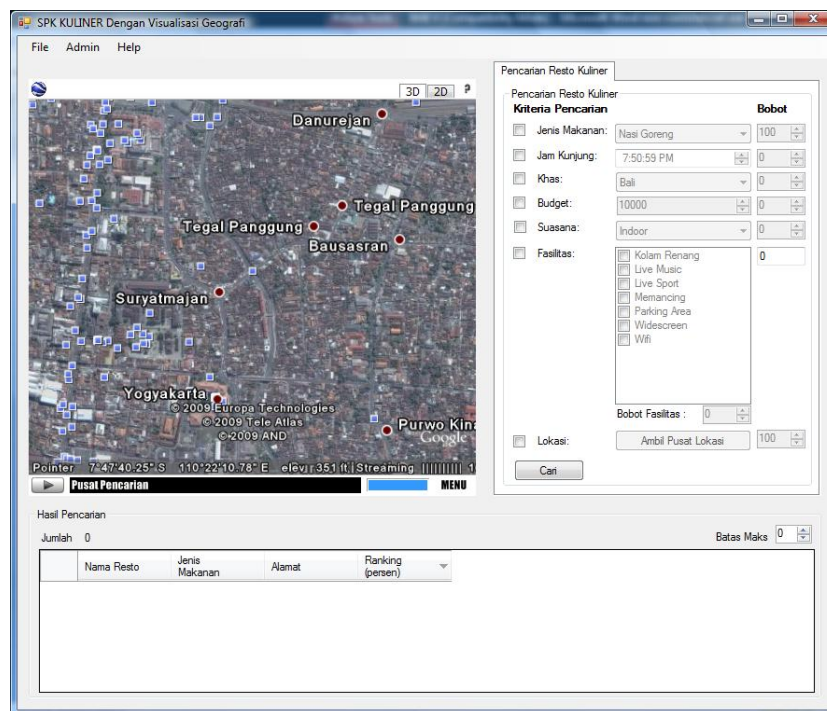 SPK KULINER Dengan Visualisasi Geografi
File Admin Help
3D 2D ?
Danurejan
Tegal Panggung
Tegal Panggung
Bausasran
Suryatmajan
Yogyakarta
© 2009 Europa Technologies
© 2009 Tele Atlas
© 2009 AND
Purwo Kina
Google
Pointer 7°47'40.25" S 110°22'10.78" E elev 351 ft Streaming |||||||||| 1
Pusat Pencarian MENU
Pencarian Resto Kuliner
Pencarian Resto Kuliner
Kriteria Pencarian Bobot
Jenis Makanan: Nasi Goreng 100
Jam Kunjung: 7:50:59 PM 0
Khas: Bali 0
Budget: 10000 0
Suasana: Indoor 0
Fasilitas: 0
Kolam Renang
Live Music
Live Sport
Memancing
Parking Area
Widescreen
Wifi
Bobot Fasilitas : 0
Lokasi: Ambil Pusat Lokasi 100
Cari
Hasil Pencarian
Jumlah 0 Batas Maks 0
Nama Resto Jenis Makanan Alamat Ranking (persen)